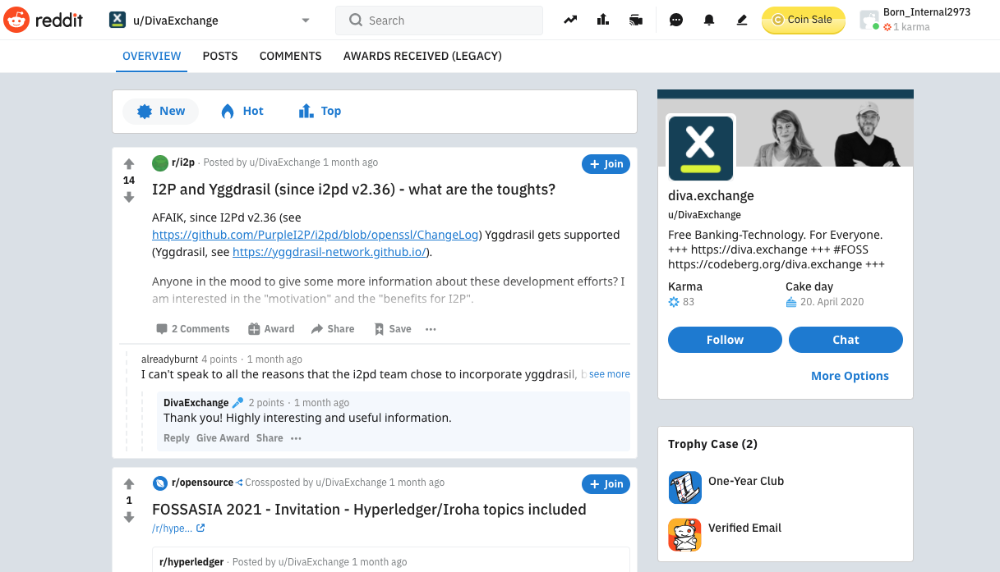 reddit
u/DivaExchange
Search
Coin Sale
Born_Internal2973
1 karma
OVERVIEW POSTS COMMENTS AWARDS RECEIVED (LEGACY)
New Hot Top
r/i2p · Posted by u/DivaExchange 1 month ago
+ Join
14
I2P and Yggdrasil (since i2pd v2.36) - what are the toughts?
AFAIK, since I2Pd v2.36 (see
https://github.com/PurpleI2P/i2pd/blob/openssl/ChangeLog) Yggdrasil gets supported
(Yggdrasil, see https://yggdrasil-network.github.io/).
Anyone in the mood to give some more information about these development efforts? I
am interested in the "motivation" and the "benefits for I2P".
2 Comments Award Share Save ...
alreadyburnt 4 points · 1 month ago
I can't speak to all the reasons that the i2pd team chose to incorporate yggdrasil, b see more
DivaExchange 2 points · 1 month ago
Thank you! Highly interesting and useful information.
Reply Give Award Share ...
r/opensource Crossposted by u/DivaExchange 1 month ago
+ Join
1
FOSSASIA 2021 - Invitation - Hyperledger/Iroha topics included
/r/hype...
r/hyperledger · Posted by u/DivaExchange 1 month ago
diva.exchange
u/DivaExchange
Free Banking-Technology. For Everyone.
+++ https://diva.exchange +++ #FOSS
https://codeberg.org/diva.exchange +++
Karma Cake day
83 20. April 2020
Follow Chat
More Options
Trophy Case (2)
One-Year Club
Verified Email